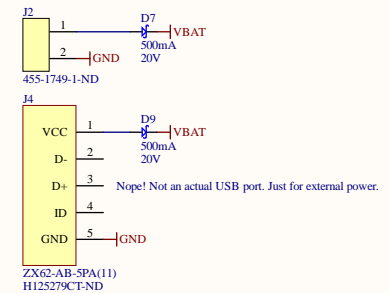 J2
1
D7
VBAT
500mA
20V
2
GND
455-1749-1-ND
J4
VCC 1
D9
VBAT
500mA
20V
D- 2
D+ 3 Nope! Not an actual USB port. Just for external power.
ID 4
GND 5 GND
ZX62-AB-5PA(11)
H125279CT-ND